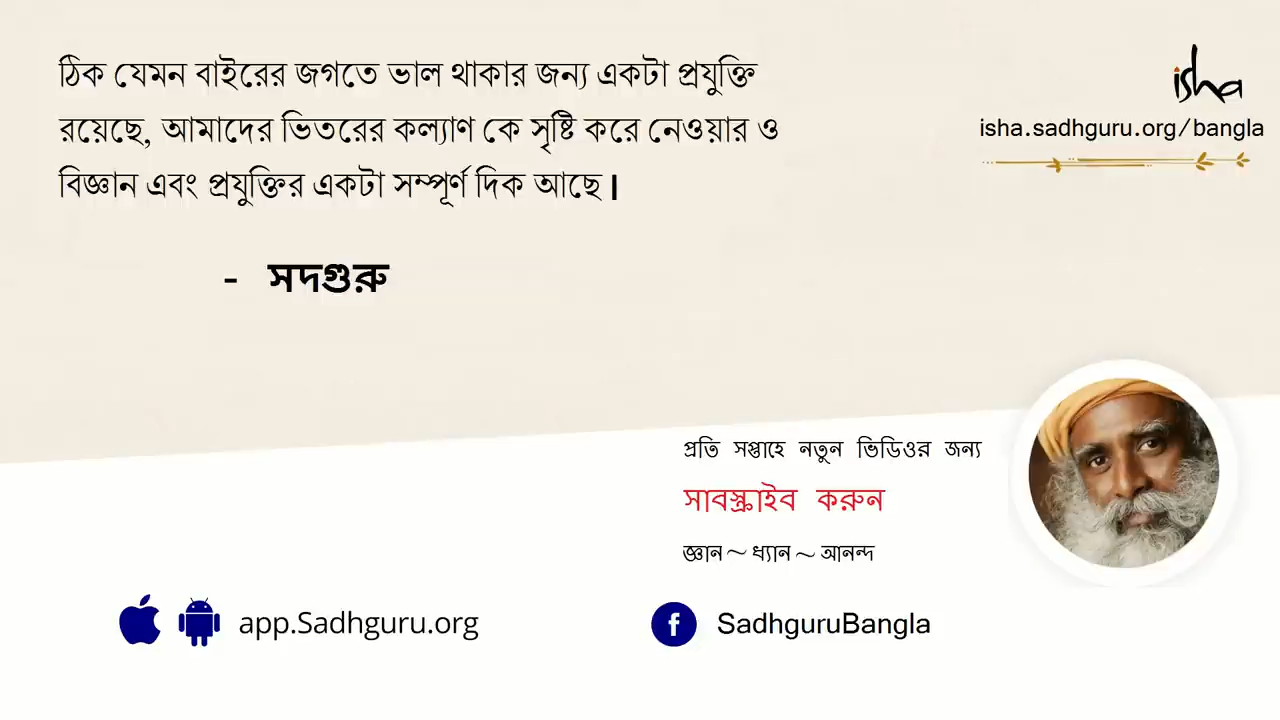 ঠিক যেমন বাইরের জগতে ভাল থাকার জন্য একটা প্রযুক্তি
রয়েছে, আমাদের ভিতরের কল্যাণ কে সৃষ্টি করে নেওয়ার ও
বিজ্ঞান এবং প্রযুক্তির একটা সম্পূর্ণ দিক আছে।
- সদগুরু
isha
isha.sadhguru.org/bangla
প্রতি সপ্তাহে নতুন ভিডিওর জন্য
সাবস্ক্রাইব করুন
জ্ঞান ~ ধ্যান ~ আনন্দ
app.Sadhguru.org
f SadhguruBangla